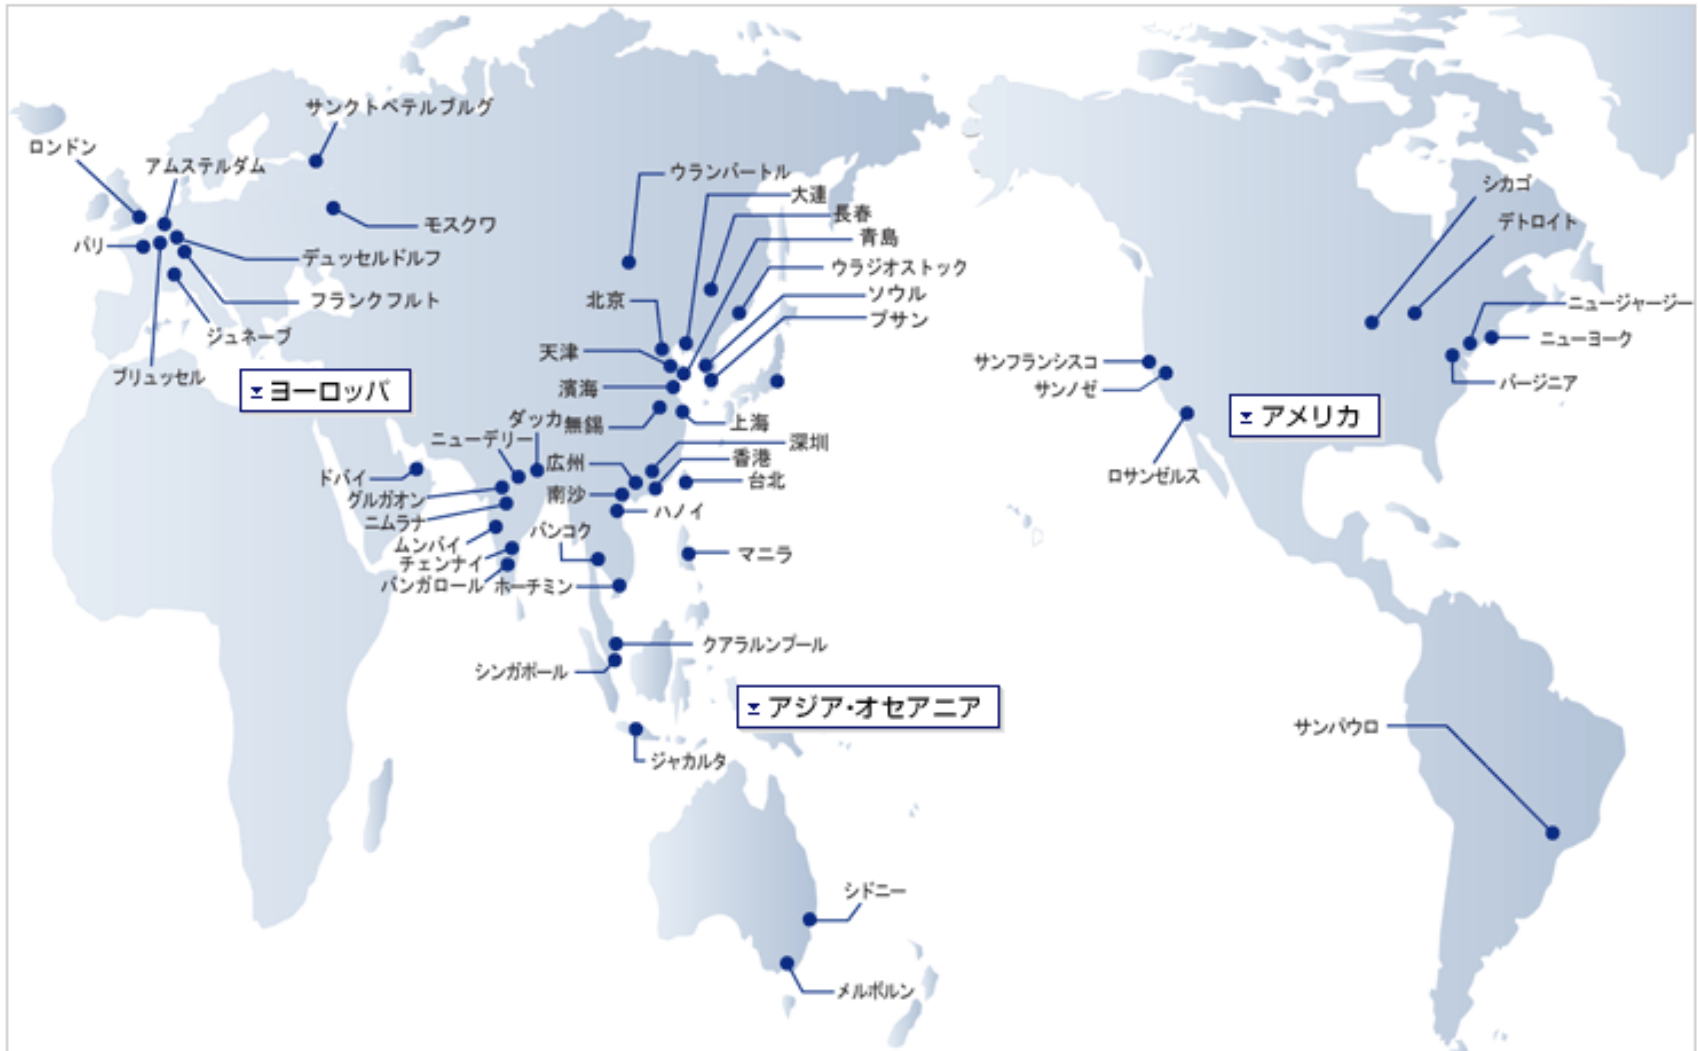 サンクトペテルブルグ
ロンドン
アムステルダム
モスクワ
パリ
デュッセルドルフ
フランクフルト
ジュネーブ
ブリュッセル
ヨーロッパ
ウランバートル
大連
長春
青島
ウラジオストック
ソウル
プサン
北京
天津
濱海
無錫
上海
深圳
香港
台北
広州
南沙
ハノイ
ダッカ
ニューデリー
ドバイ
グルガオン
ニムラナ
ムンバイ
チェンナイ
バンガロール
バンコク
ホーチミン
マニラ
クアラルンプール
シンガポール
アジア・オセアニア
ジャカルタ
シドニー
メルボルン
シカゴ
デトロイト
ニュージャージー
ニューヨーク
バージニア
サンフランシスコ
サンノゼ
アメリカ
ロサンゼルス
サンパウロ